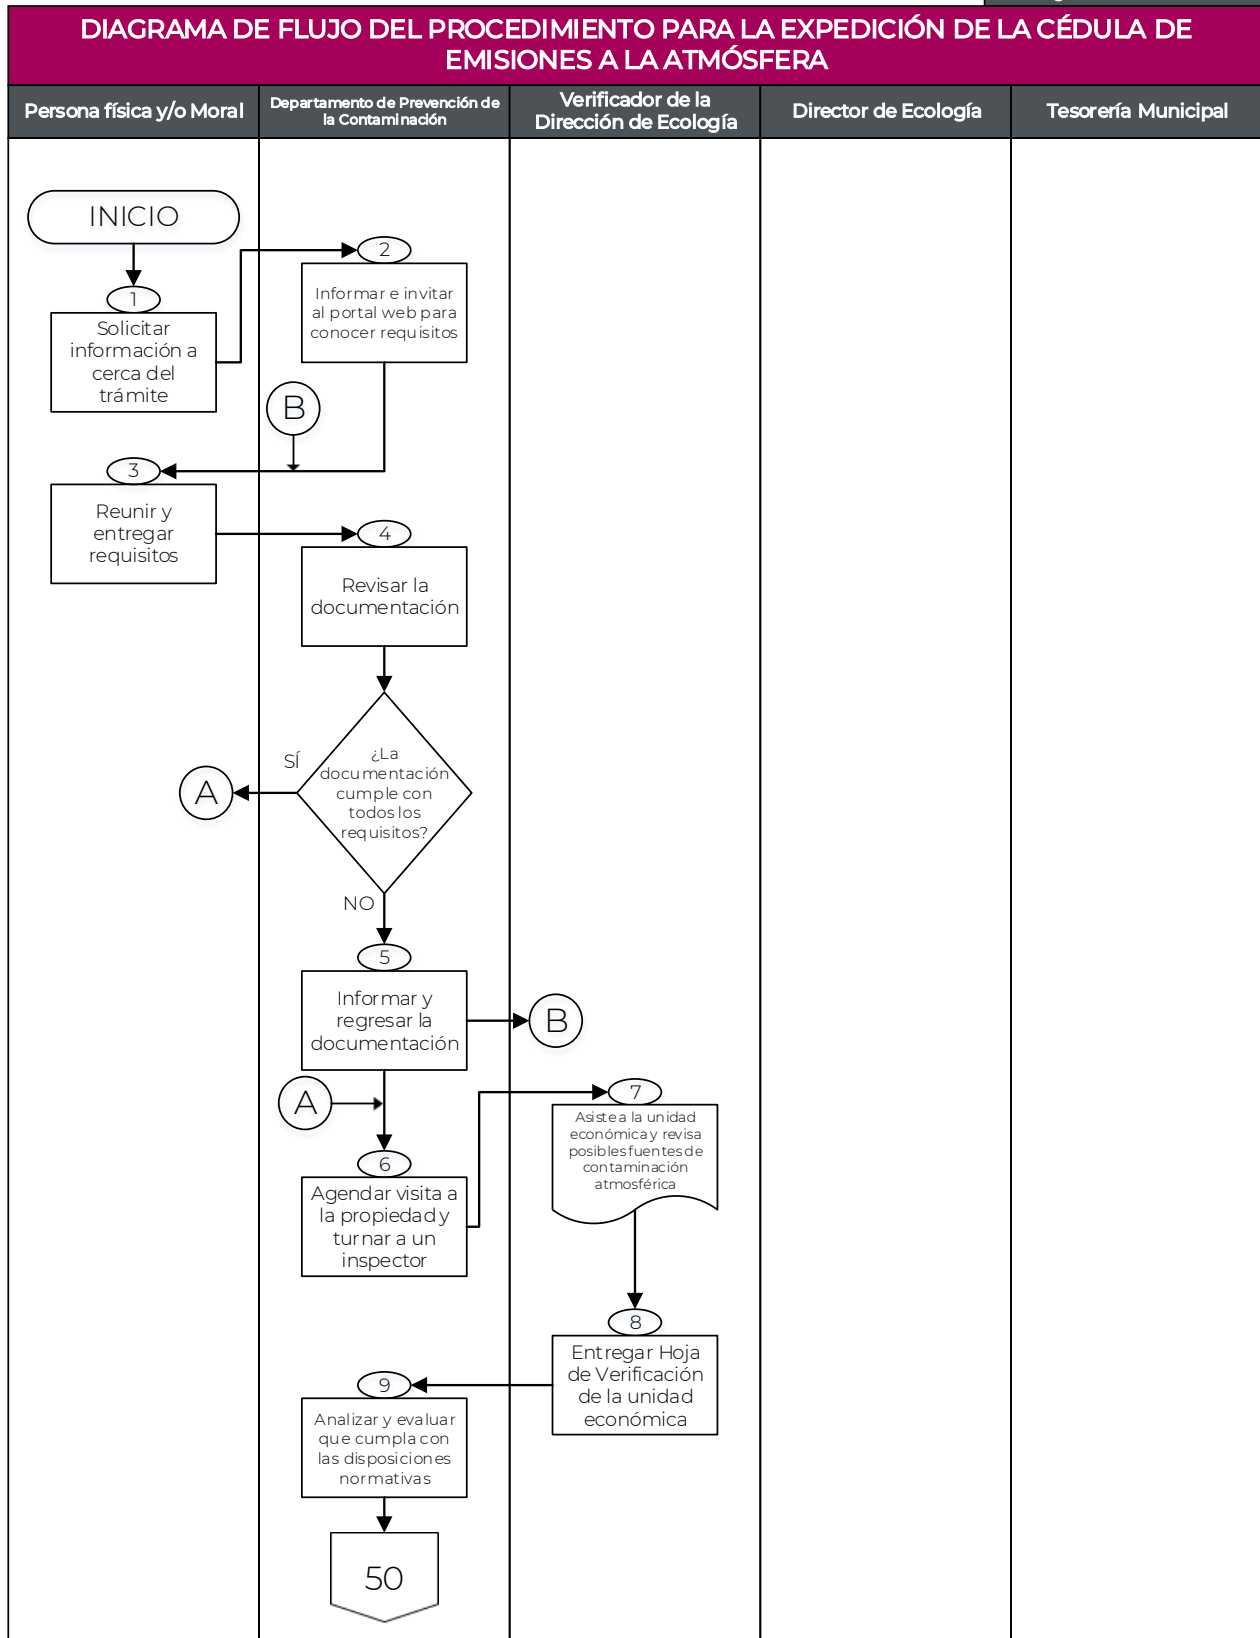 DIAGRAMA DE FLUJO DEL PROCEDIMIENTO PARA LA EXPEDICIÓN DE LA CÉDULA DE
EMISIONES A LA ATMÓSFERA
Persona física y/o Moral
Departamento de Prevención de
la Contaminación
Verificador de la
Dirección de Ecología
Director de Ecología
Tesorería Municipal
INICIO
1
Solicitar
información a
cerca del
trámite
2
Informar e invitar
al portal web para
conocer requisitos
B
3
Reunir y
entregar
requisitos
4
Revisar la
documentación
¿La
documentación
cumple con
todos los
requisitos?
SÍ
A
NO
5
Informar y
regresar la
documentación
B
A
6
Agendar visita a
la propiedad y
turnar a un
inspector
7
Asiste a la unidad
económica y revisa
posibles fuentes de
contaminación
atmosférica
8
Entregar Hoja
de Verificación
de la unidad
económica
9
Analizar y evaluar
que cumpla con
las disposiciones
normativas
50